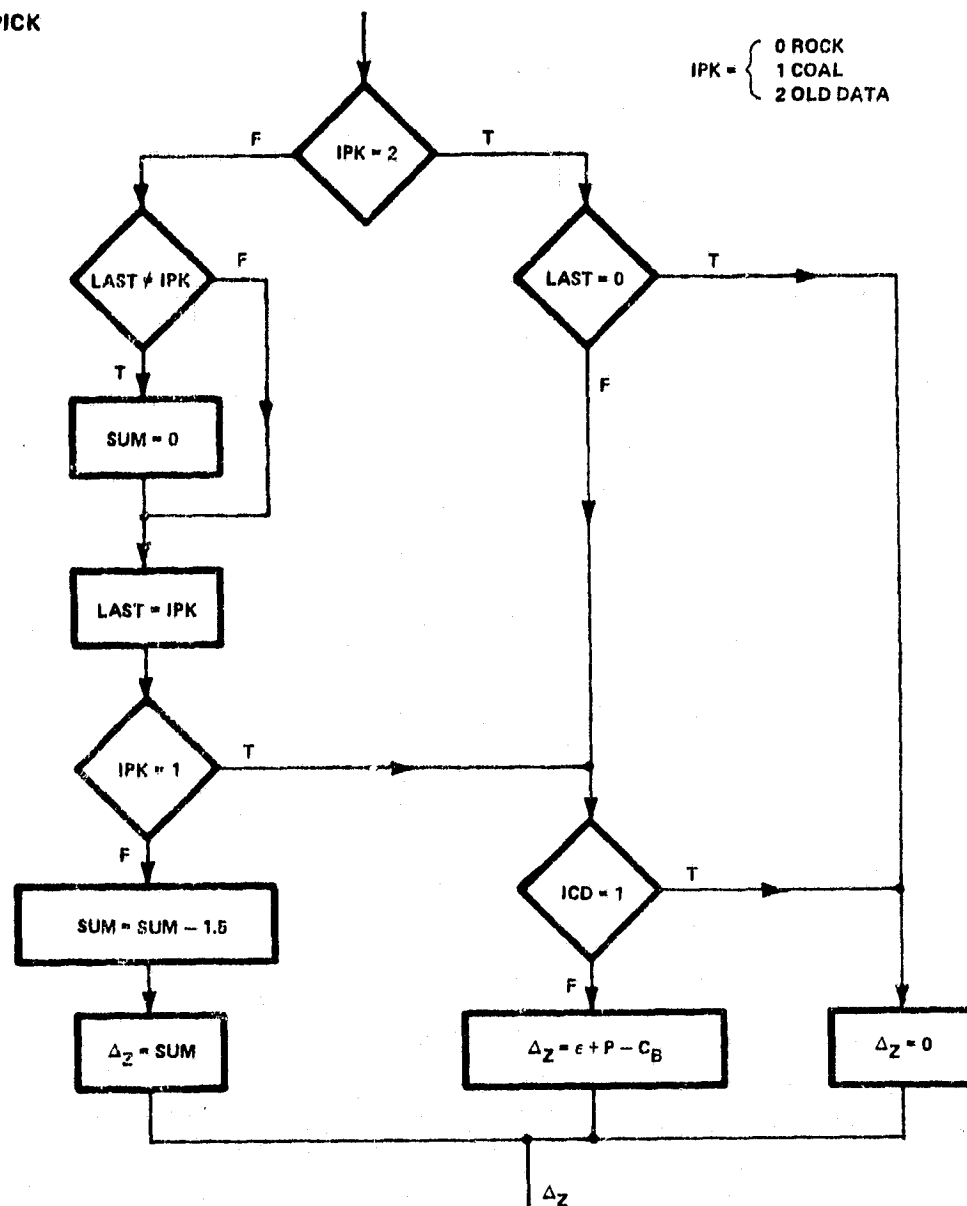 PICK
IPK = { 0 ROCK
1 COAL
2 OLD DATA
F
IPK = 2
T
LAST ≠ IPK
F
LAST = 0
T
T
F
SUM = 0
LAST = IPK
IPK = 1
T
F
ICD = 1
T
SUM = SUM – 1.5
F
Δz = SUM
Δz = ε + P – CB
Δz = 0
Δz